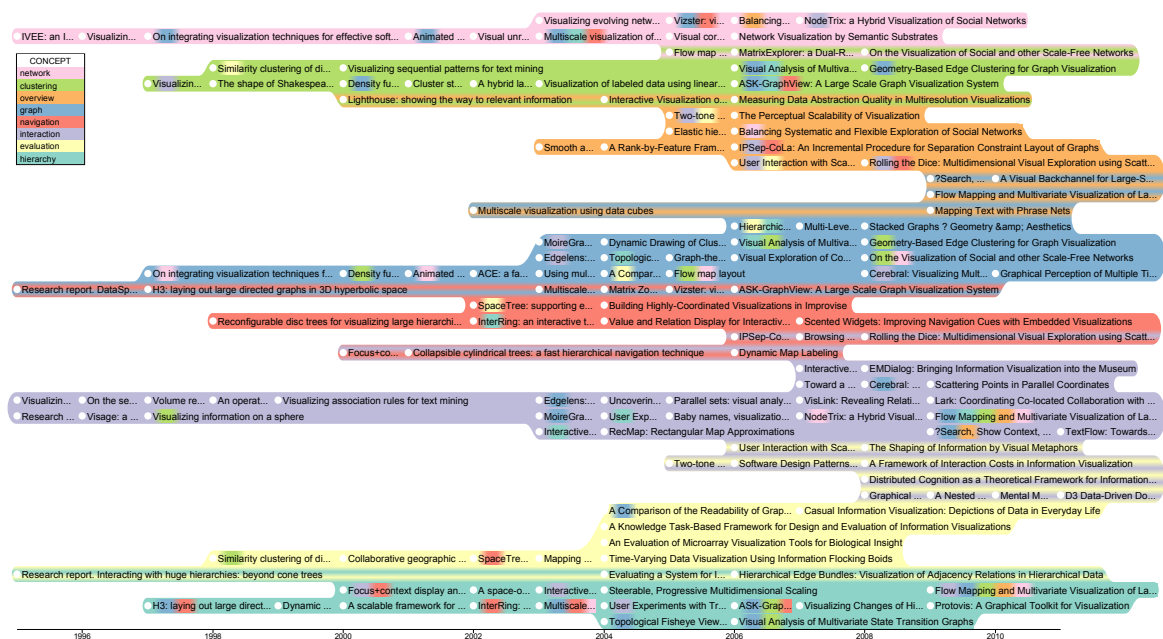 Visualizing evolving netw... Vizster: vi... Balancing... NodeTrix: a Hybrid Visualization of Social Networks
IVEE: an I... Visualizin... On integrating visualization techniques for effective soft... Animated ... Visual unr... Multiscale visualization of... Visual cor... Network Visualization by Semantic Substrates
Flow map ... MatrixExplorer: a Dual-R... On the Visualization of Social and other Scale-Free Networks
CONCEPT
network
clustering
overview
graph
navigation
interaction
evaluation
hierarchy
Similarity clustering of di... Visualizing sequential patterns for text mining Visual Analysis of Multiva... Geometry-Based Edge Clustering for Graph Visualization
Visualizin... The shape of Shakespea... Density fu... Cluster st... A hybrid la... Visualization of labeled data using linear... ASK-GraphView: A Large Scale Graph Visualization System
Lighthouse: showing the way to relevant information Interactive Visualization o... Measuring Data Abstraction Quality in Multiresolution Visualizations
Two-tone ... The Perceptual Scalability of Visualization
Elastic hie... Balancing Systematic and Flexible Exploration of Social Networks
Smooth a... A Rank-by-Feature Fram... IPSep-CoLa: An Incremental Procedure for Separation Constraint Layout of Graphs
User Interaction with Sca... Rolling the Dice: Multidimensional Visual Exploration using Scatt...
?Search, ... A Visual Backchannel for Large-S...
Flow Mapping and Multivariate Visualization of La...
Multiscale visualization using data cubes Mapping Text with Phrase Nets
Hierarchic... Multi-Leve... Stacked Graphs ? Geometry &amp; Aesthetics
MoireGra... Dynamic Drawing of Clus... Visual Analysis of Multiva... Geometry-Based Edge Clustering for Graph Visualization
Edgelens:... Topologic... Graph-the... Visual Exploration of Co... On the Visualization of Social and other Scale-Free Networks
On integrating visualization techniques f... Density fu... Animated ... ACE: a fa... Using mul... A Compar... Flow map layout Cerebral: Visualizing Mult... Graphical Perception of Multiple Ti...
Research report. DataSp... H3: laying out large directed graphs in 3D hyperbolic space Multiscale... Matrix Zo... Vizster: vi... ASK-GraphView: A Large Scale Graph Visualization System
SpaceTree: supporting e... Building Highly-Coordinated Visualizations in Improvise
Reconfigurable disc trees for visualizing large hierarchi... InterRing: an interactive t... Value and Relation Display for Interactiv... Scented Widgets: Improving Navigation Cues with Embedded Visualizations
IPSep-Co... Browsing ... Rolling the Dice: Multidimensional Visual Exploration using Scatt...
Focus+co... Collapsible cylindrical trees: a fast hierarchical navigation technique Dynamic Map Labeling
Interactive... EMDialog: Bringing Information Visualization into the Museum
Toward a ... Cerebral: ... Scattering Points in Parallel Coordinates
Visualizin... On the se... Volume re... An operat... Visualizing association rules for text mining Edgelens:... Uncoverin... Parallel sets: visual analy... VisLink: Revealing Relati... Lark: Coordinating Co-located Collaboration with ...
Research ... Visage: a ... Visualizing information on a sphere MoireGra... User Exp... Baby names, visualizatio... NodeTrix: a Hybrid Visual... Flow Mapping and Multivariate Visualization of La...
Interactive... RecMap: Rectangular Map Approximations ?Search, Show Context, ... TextFlow: Towards...
User Interaction with Sca... The Shaping of Information by Visual Metaphors
Two-tone ... Software Design Patterns... A Framework of Interaction Costs in Information Visualization
Distributed Cognition as a Theoretical Framework for Information...
Graphical ... A Nested ... Mental M... D3 Data-Driven Do...
A Comparison of the Readability of Grap... Casual Information Visualization: Depictions of Data in Everyday Life
A Knowledge Task-Based Framework for Design and Evaluation of Information Visualizations
An Evaluation of Microarray Visualization Tools for Biological Insight
Similarity clustering of di... Collaborative geographic ... SpaceTree... Mapping ... Time-Varying Data Visualization Using Information Flocking Boids
Research report. Interacting with huge hierarchies: beyond cone trees Evaluating a System for I... Hierarchical Edge Bundles: Visualization of Adjacency Relations in Hierarchical Data
Focus+context display an... A space-o... Interactive... Steerable, Progressive Multidimensional Scaling Flow Mapping and Multivariate Visualization of La...
H3: laying out large direct... Dynamic ... A scalable framework for ... InterRing: ... Multiscale... User Experiments with Tr... ASK-Grap... Visualizing Changes of Hi... Protovis: A Graphical Toolkit for Visualization
Topological Fisheye View... Visual Analysis of Multivariate State Transition Graphs
1996 1998 2000 2002 2004 2006 2008 2010